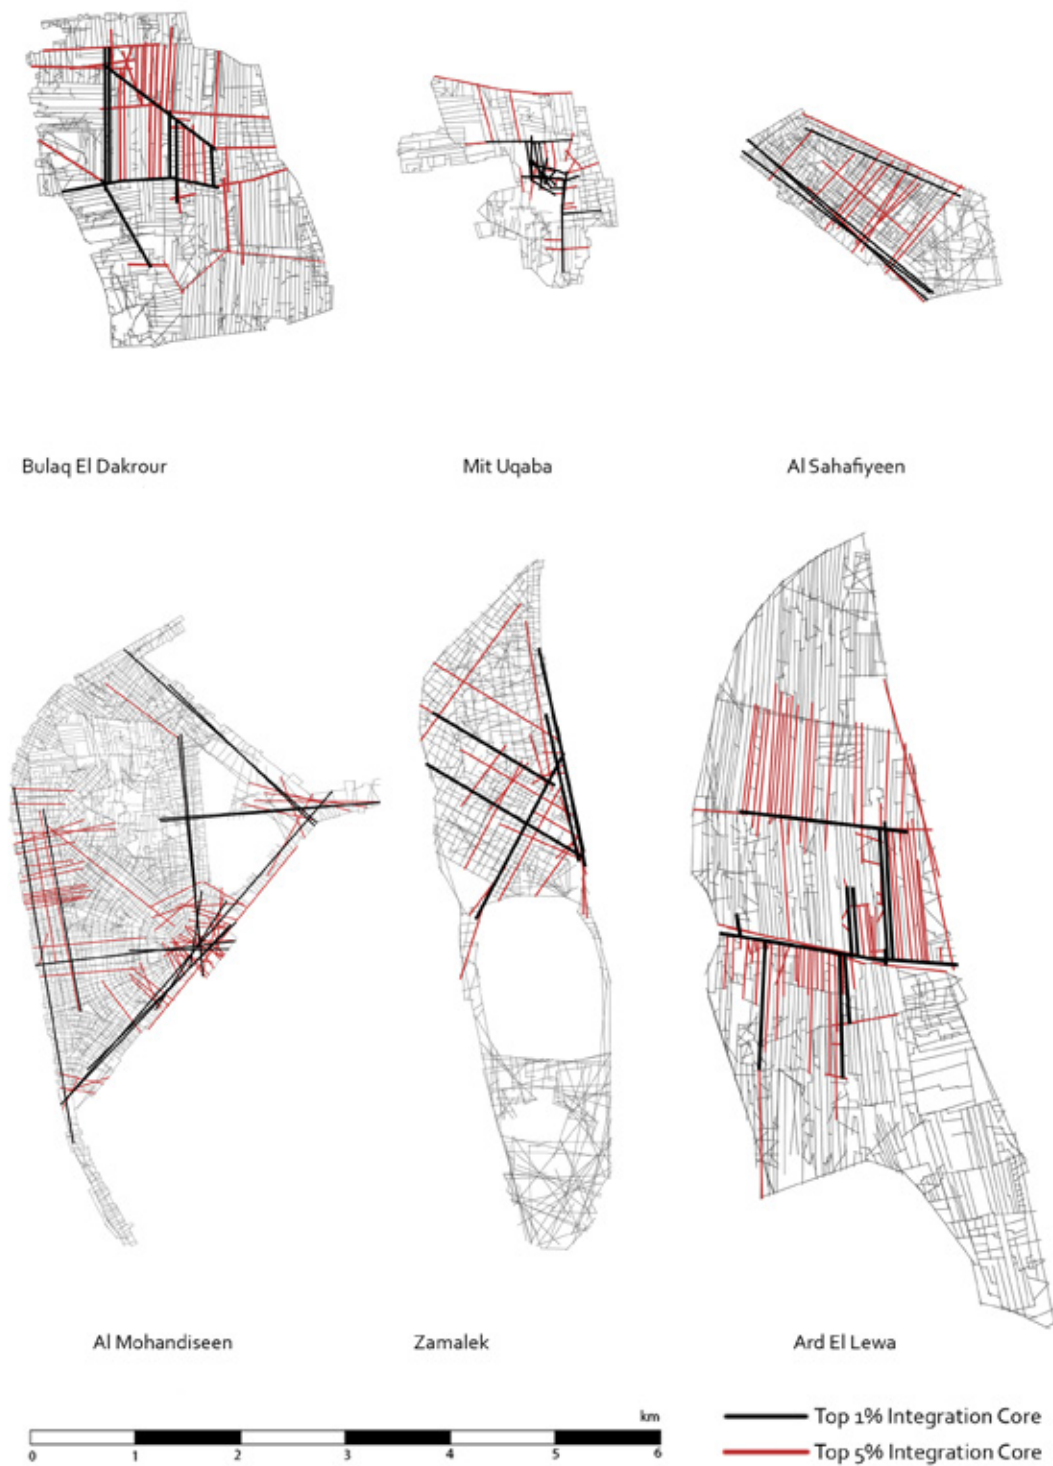 Bulaq El Dakrour
Mit Uqaba
Al Sahafiyeen
Al Mohandiseen
Zamalek
Ard El Lewa
km
0 1 2 3 4 5 6
Top 1% Integration Core
Top 5% Integration Core